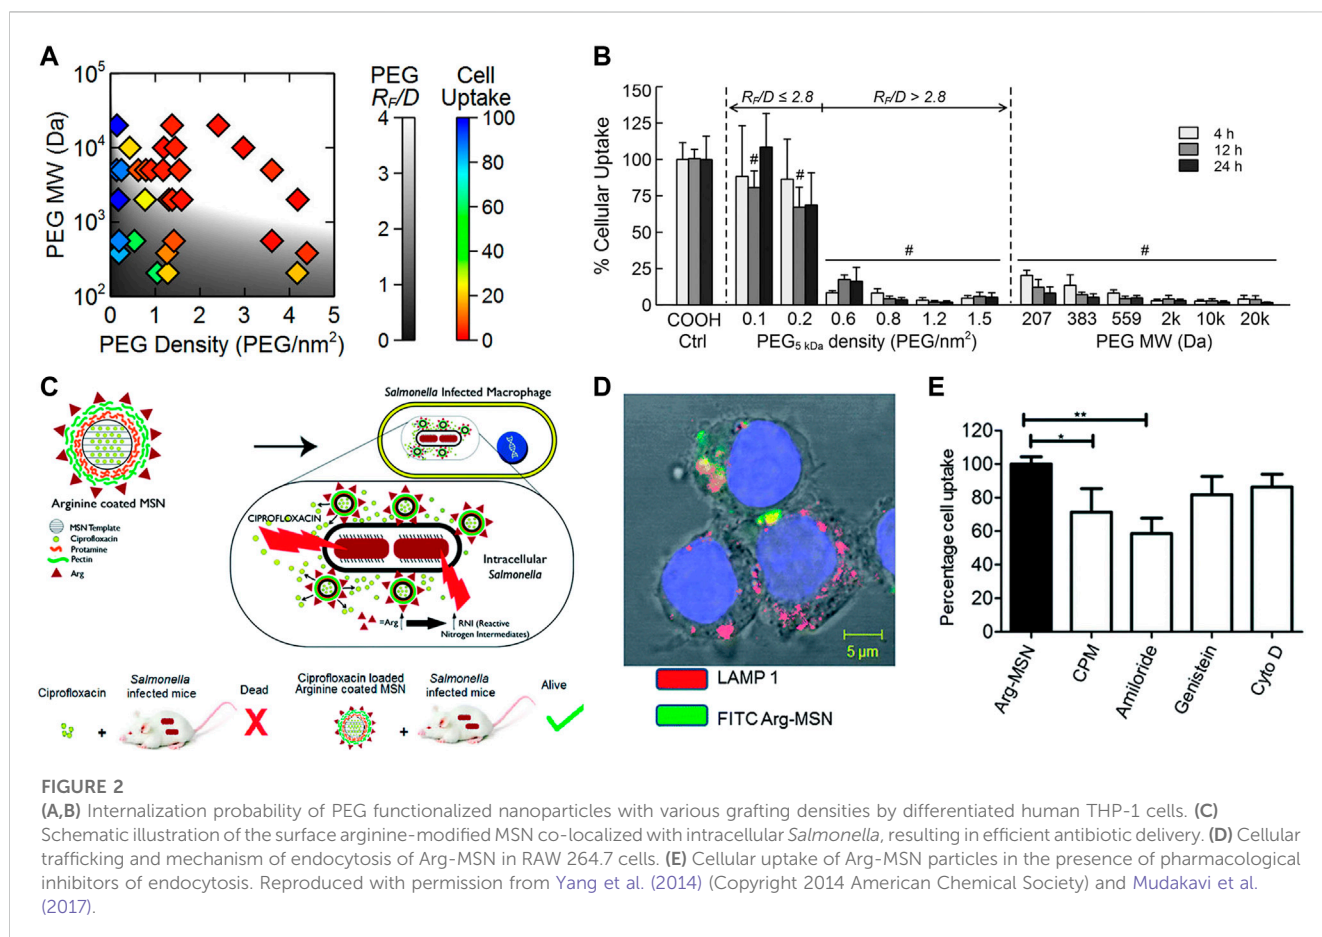 A
10⁵
10⁴
10³
10²
PEG MW (Da)
0 1 2 3 4 5
PEG Density (PEG/nm²)
PEG
R_F/D
4
3
2
1
0
Cell
Uptake
100
80
60
40
20
0
B
150
125
100
75
50
25
0
% Cellular Uptake
R_F/D ≤ 2.8
R_F/D > 2.8
#
#
#
#
4 h
12 h
24 h
COOH
Ctrl
0.1 0.2 0.6 0.8 1.2 1.5
PEG₅ kDa density (PEG/nm²)
207 383 559 2k 10k 20k
PEG MW (Da)
C
Arginine coated MSN
MSN Template
Ciprofloxacin
Protamine
Pectin
Arg
Salmonella Infected Macrophage
CIPROFLOXACIN
Intracellular
Salmonella
=Arg
RNI (Reactive
Nitrogen Intermediates)
Ciprofloxacin
+
Salmonella
infected mice
Dead
X
Ciprofloxacin loaded
Arginine coated MSN
+
Salmonella
infected mice
Alive
D
5 µm
LAMP 1
FITC Arg-MSN
E
120
100
80
60
40
20
0
Percentage cell uptake
**
*
Arg-MSN
CPM
Amiloride
Genistein
Cyto D
FIGURE 2
(A,B) Internalization probability of PEG functionalized nanoparticles with various grafting densities by differentiated human THP-1 cells. (C)
Schematic illustration of the surface arginine-modified MSN co-localized with intracellular Salmonella, resulting in efficient antibiotic delivery. (D) Cellular
trafficking and mechanism of endocytosis of Arg-MSN in RAW 264.7 cells. (E) Cellular uptake of Arg-MSN particles in the presence of pharmacological
inhibitors of endocytosis. Reproduced with permission from Yang et al. (2014) (Copyright 2014 American Chemical Society) and Mudakavi et al.
(2017).